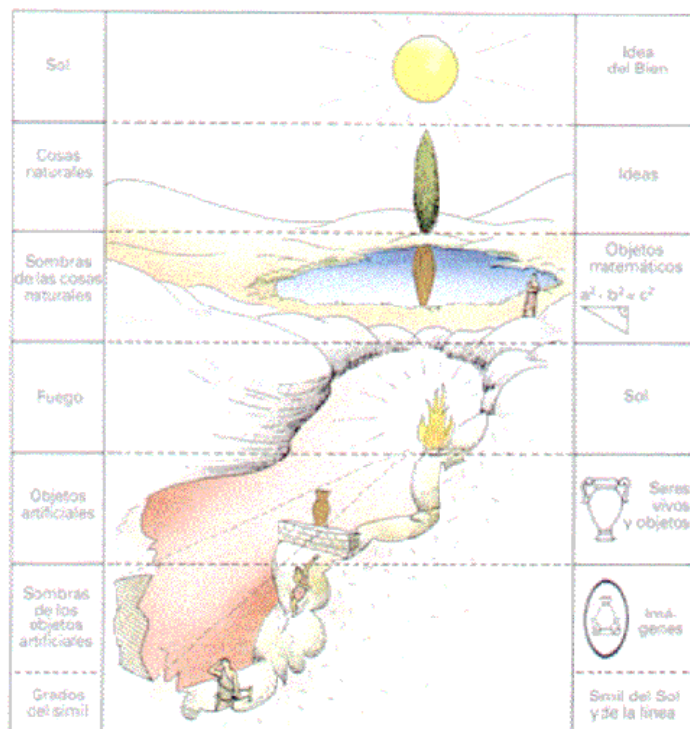 Sol
Idea
del Bien
Cosas
naturales
Ideas
Sombras
de las cosas
naturales
Objetos
matemáticos
a² · b² = c²
Fuego
Sol
Objetos
artificiales
Seres
vivos
y objetos
Sombras
de los
objetos
artificiales
Imá-
genes
Grados
del símil
Símil del Sol
y de la línea